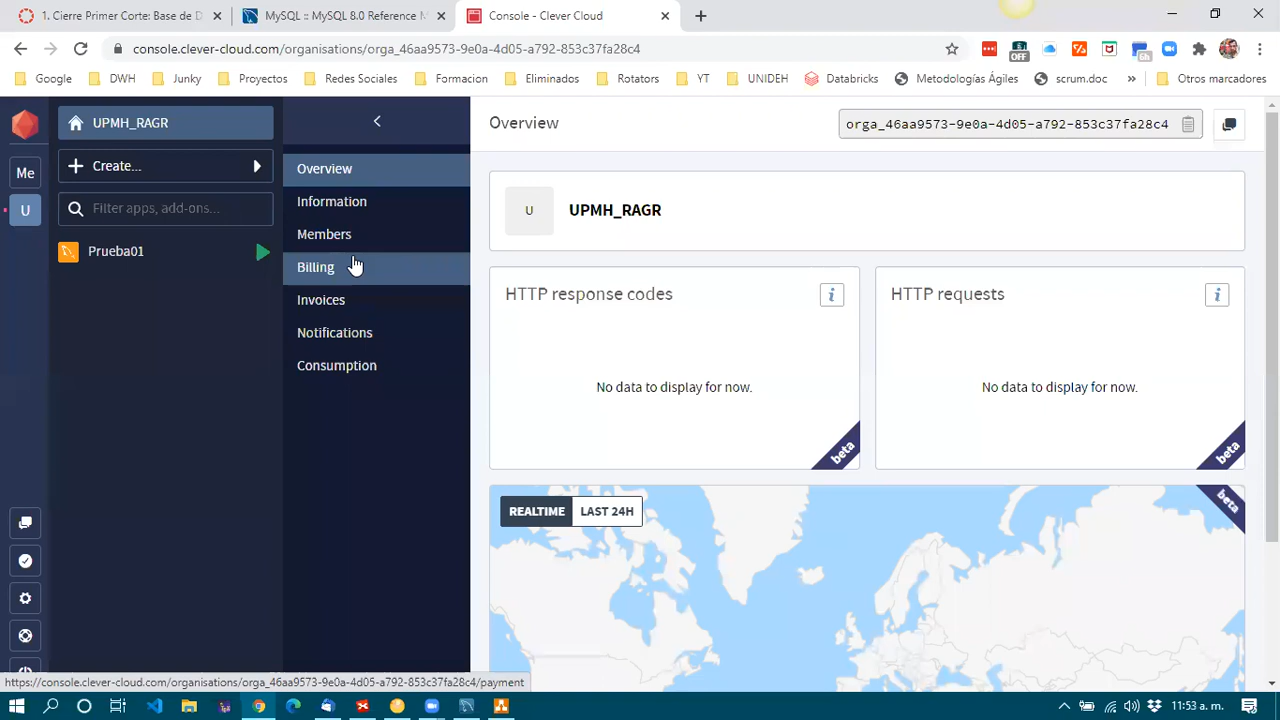 1. Cierre Primer Corte: Base de D
MySQL :: MySQL 8.0 Reference M
Console - Clever Cloud
console.clever-cloud.com/organisations/orga_46aa9573-9e0a-4d05-a792-853c37fa28c4
OFF
6h
Google
DWH
Junky
Proyectos
Redes Sociales
Formacion
Eliminados
Rotators
YT
UNIDEH
Databricks
Metodologías Ágiles
scrum.doc
»
Otros marcadores
UPMH_RAGR
Overview
orga_46aa9573-9e0a-4d05-a792-853c37fa28c4
Me
Create...
Overview
U
Filter apps, add-ons...
Information
U
UPMH_RAGR
Members
Prueba01
Billing
Invoices
Notifications
Consumption
HTTP response codes
HTTP requests
No data to display for now.
No data to display for now.
beta
beta
REALTIME
LAST 24H
beta
https://console.clever-cloud.com/organisations/orga_46aa9573-9e0a-4d05-a792-853c37fa28c4/payment
11:53 a. m.